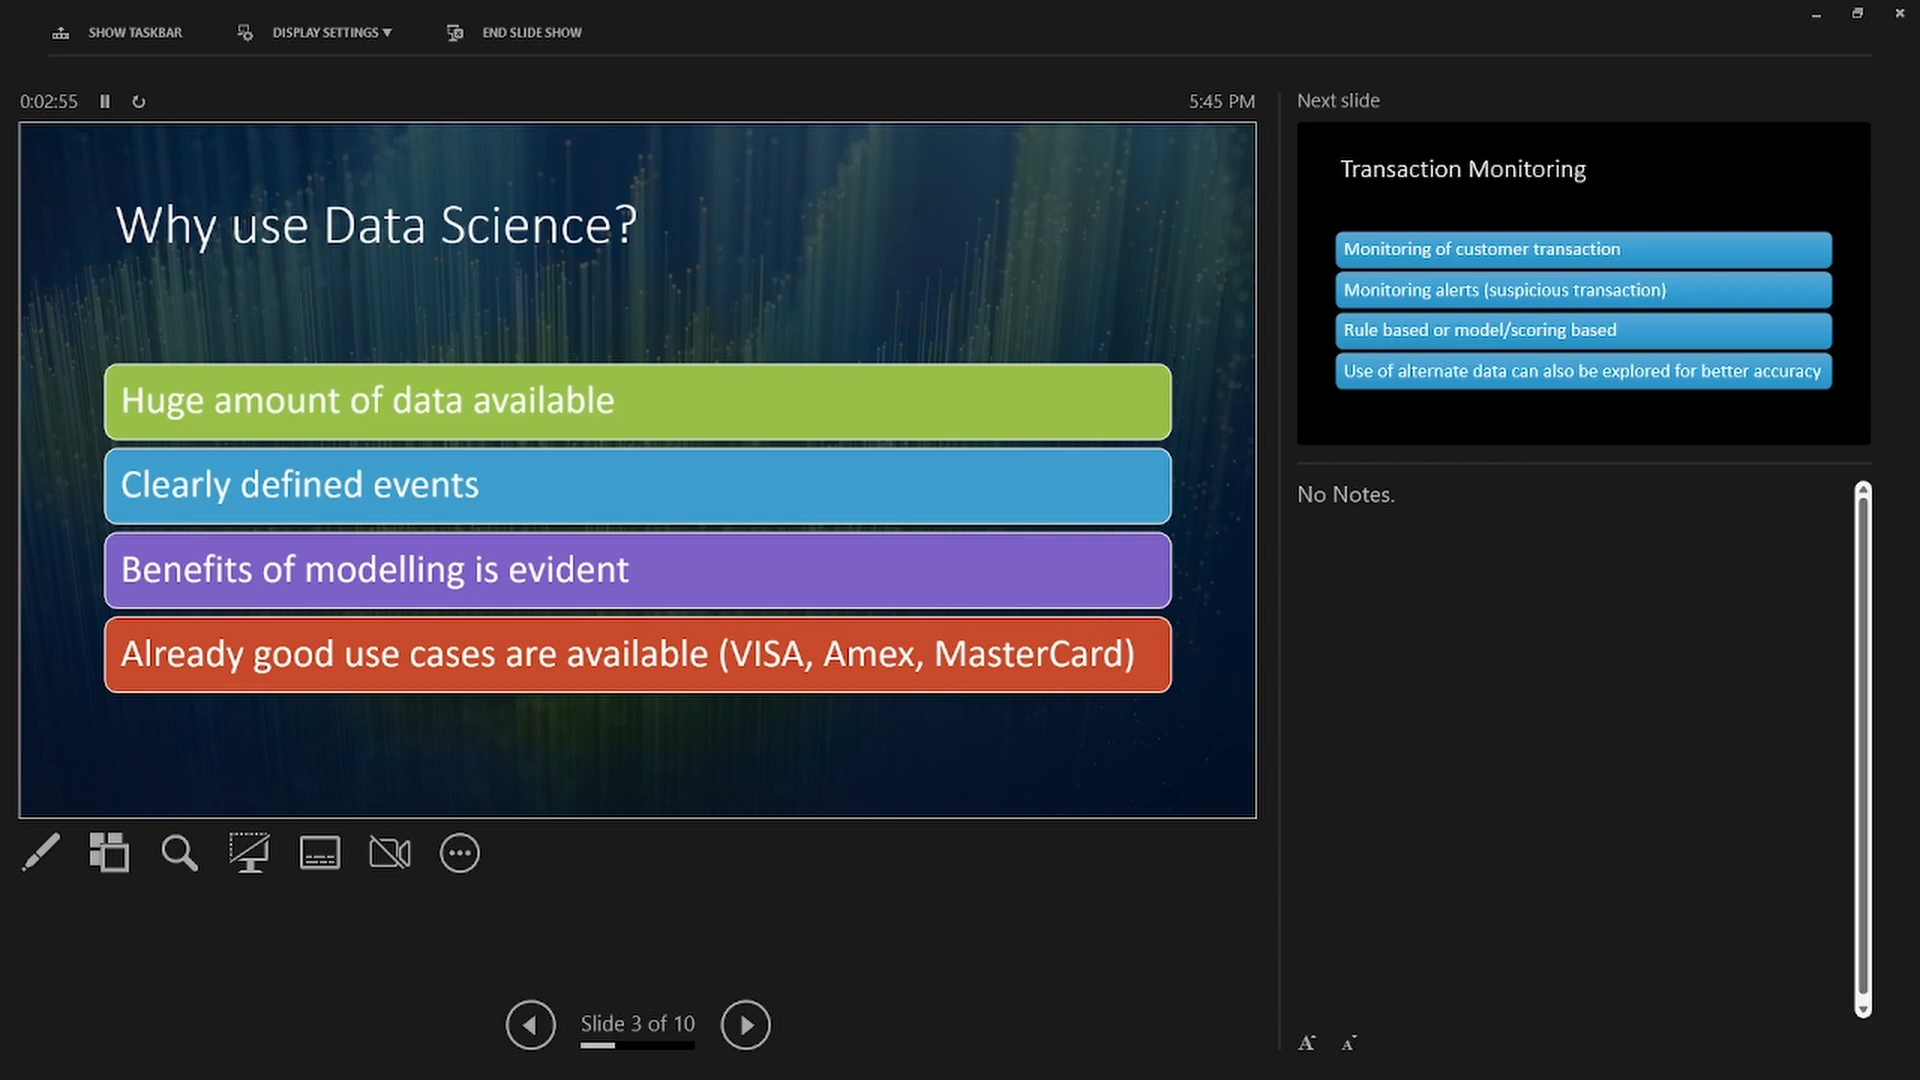 SHOW TASKBAR
DISPLAY SETTINGS
END SLIDE SHOW
0:02:55
5:45 PM
Why use Data Science?
Huge amount of data available
Clearly defined events
Benefits of modelling is evident
Already good use cases are available (VISA, Amex, MasterCard)
Slide 3 of 10
Next slide
Transaction Monitoring
Monitoring of customer transaction
Monitoring alerts (suspicious transaction)
Rule based or model/scoring based
Use of alternate data can also be explored for better accuracy
No Notes.
A A